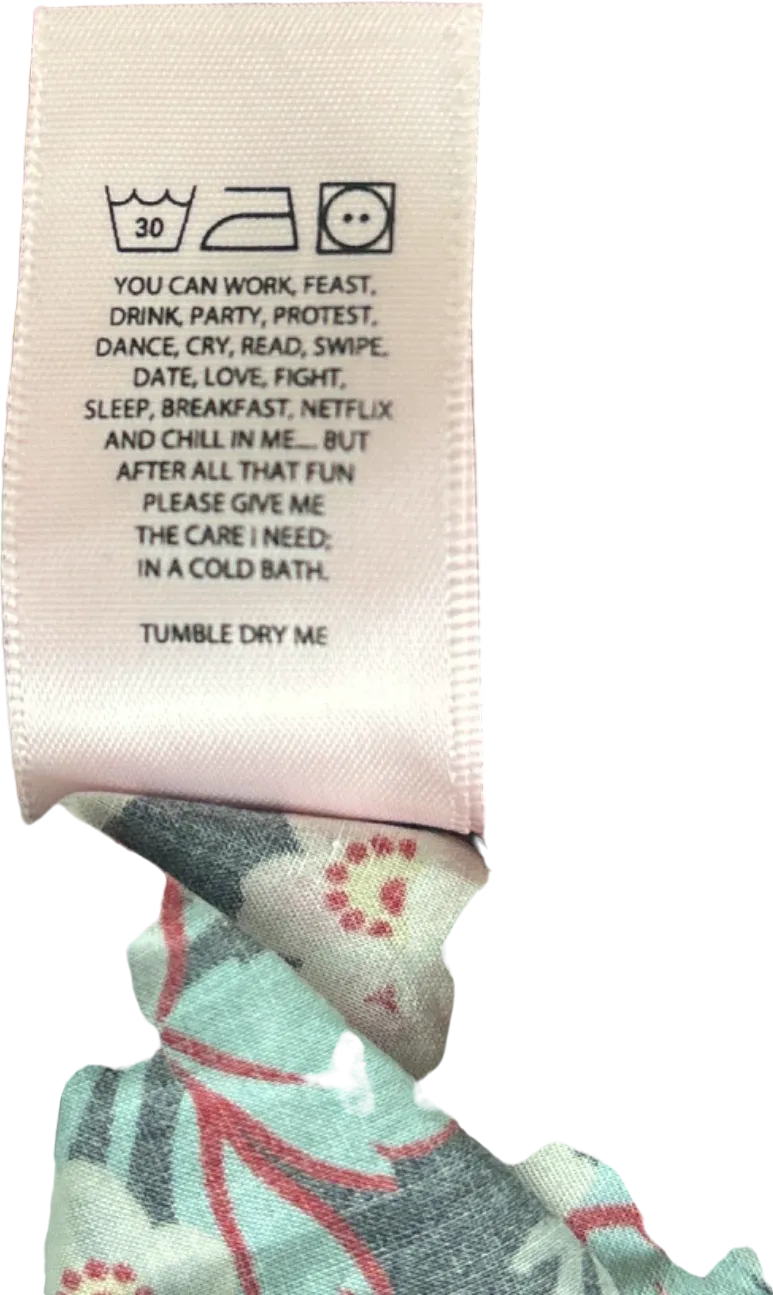 30
YOU CAN WORK, FEAST,
DRINK, PARTY, PROTEST,
DANCE, CRY, READ, SWIPE,
DATE, LOVE, FIGHT,
SLEEP, BREAKFAST, NETFLIX
AND CHILL IN ME.... BUT
AFTER ALL THAT FUN
PLEASE GIVE ME
THE CARE I NEED:
IN A COLD BATH.
TUMBLE DRY ME